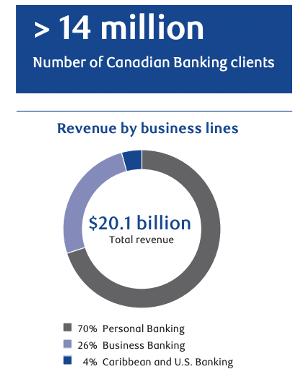 > 14 million
Number of Canadian Banking clients
Revenue by business lines
$20.1 billion
Total revenue
70% Personal Banking
26% Business Banking
4% Caribbean and U.S. Banking